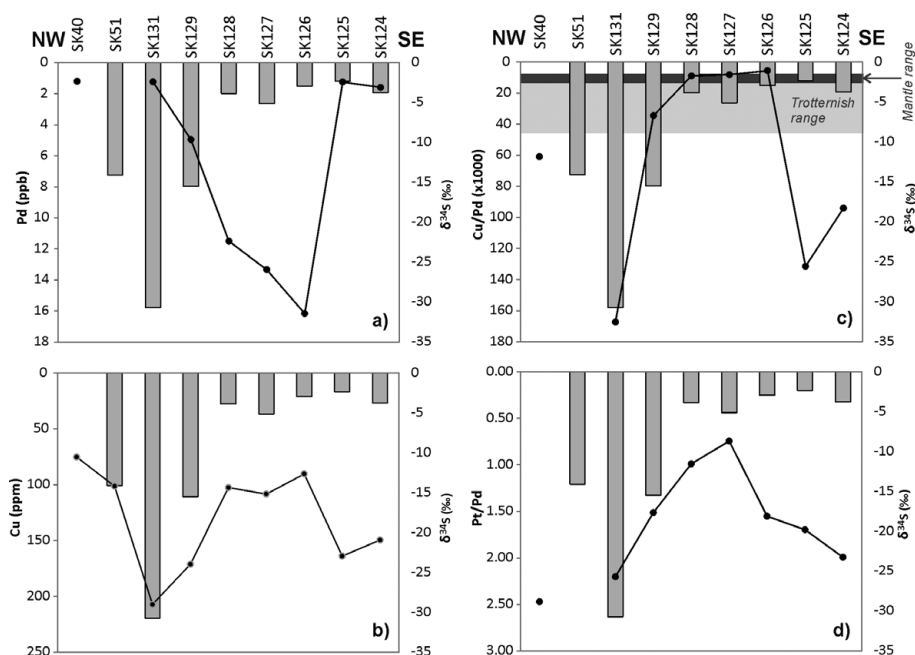 NW
SK40
SK51
SK131
SK129
SK128
SK127
SK126
SK125
SK124
SE
0
2
4
6
8
10
12
14
16
18
Pd (ppb)
0
-5
-10
-15
-20
-25
-30
-35
δ³⁴S (‰)
a)
NW
SK40
SK51
SK131
SK129
SK128
SK127
SK126
SK125
SK124
SE
0
20
40
60
80
100
120
140
160
180
Cu/Pd (x1000)
0
-5
-10
-15
-20
-25
-30
-35
δ³⁴S (‰)
Mantle range
Trotternish
range
c)
0
50
100
150
200
250
Cu (ppm)
0
-5
-10
-15
-20
-25
-30
-35
δ³⁴S (‰)
b)
0.00
0.50
1.00
1.50
2.00
2.50
3.00
Pt/Pd
0
-5
-10
-15
-20
-25
-30
-35
δ³⁴S (‰)
d)